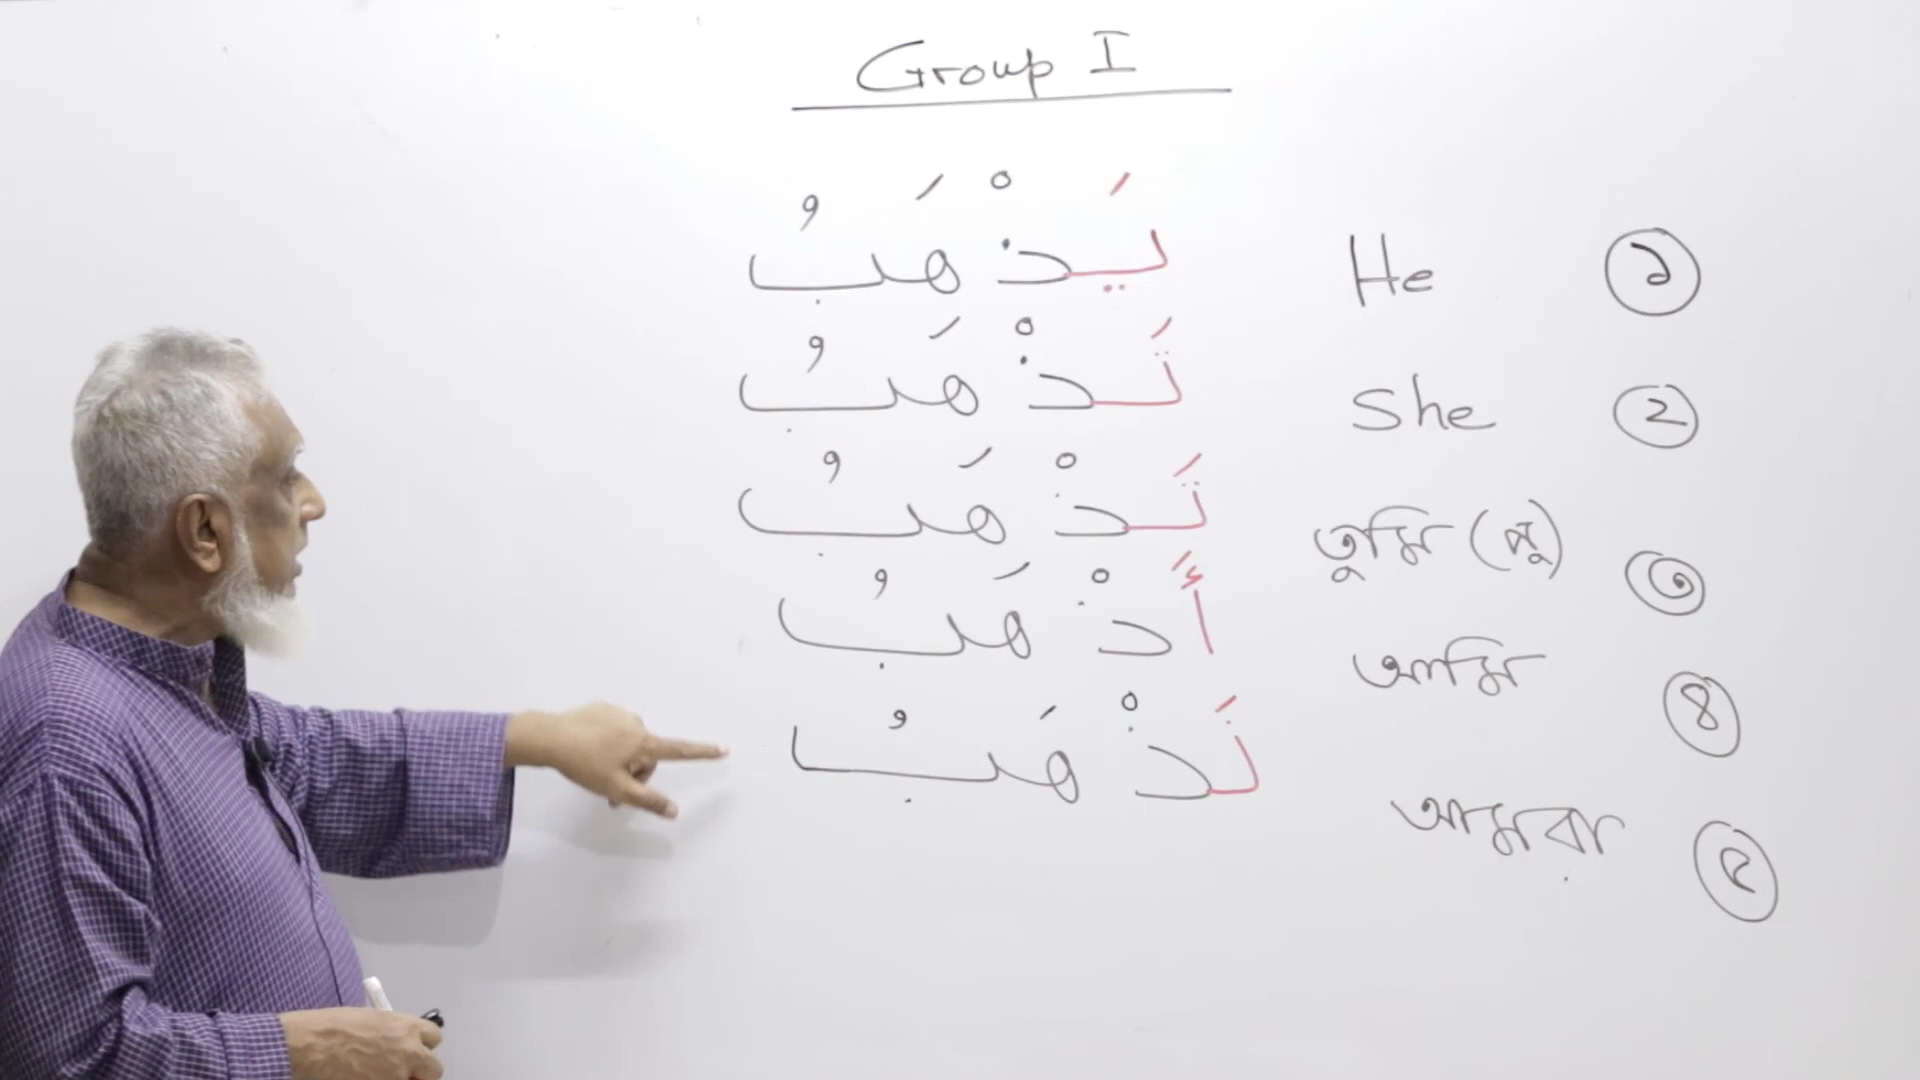 Group I
يَذْهَبُ He ১
تَذْهَبُ She ২
تَذْهَبُ তুমি (পু) ৩
أَذْهَبُ আমি ৪
نَذْهَبُ আমরা ৫